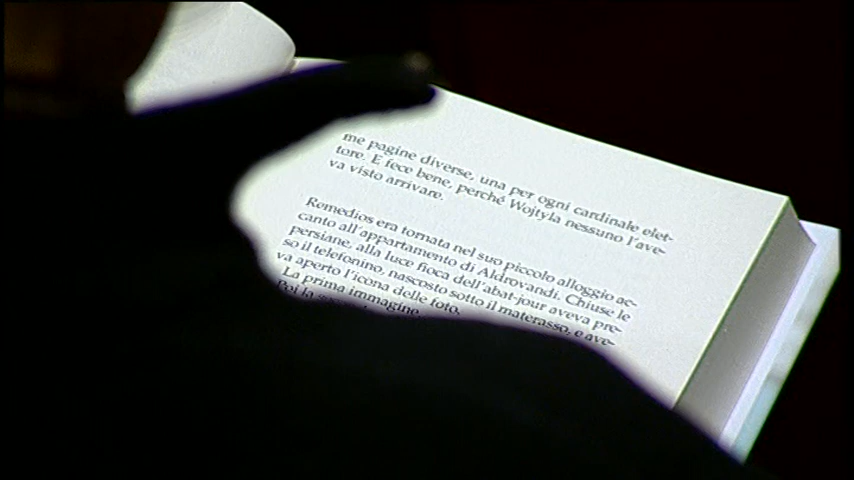 me pagine diverse, una per ogni cardinale elet-
tore. E fece bene, perché Wojtyla nessuno l'ave-
va visto arrivare.
Remedios era tornata nel suo piccolo alloggio ac-
canto all'appartamento di Aldrovandi. Chiuse le
persiane, alla luce fioca dell'abat-jour aveva pre-
so il telefonino, nascosto sotto il materasso, e ave-
va aperto l'icona delle foto.
La prima immagine
Poi la